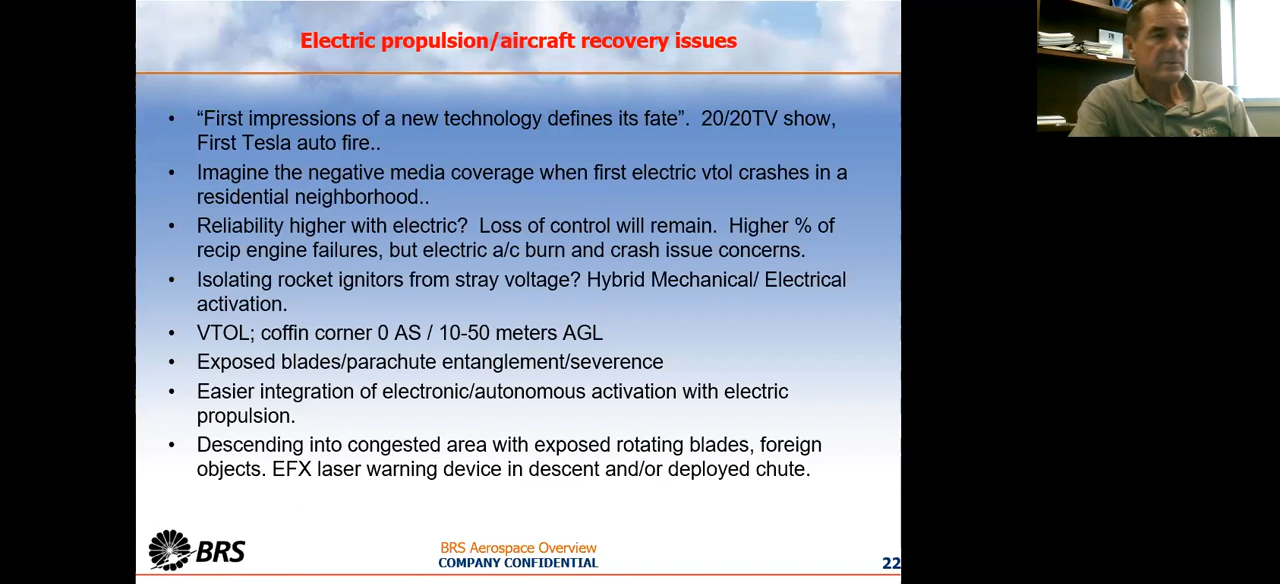 Electric propulsion/aircraft recovery issues
• “First impressions of a new technology defines its fate”. 20/20TV show,
First Tesla auto fire..
• Imagine the negative media coverage when first electric vtol crashes in a
residential neighborhood..
• Reliability higher with electric? Loss of control will remain. Higher % of
recip engine failures, but electric a/c burn and crash issue concerns.
• Isolating rocket ignitors from stray voltage? Hybrid Mechanical/ Electrical
activation.
• VTOL; coffin corner 0 AS / 10-50 meters AGL
• Exposed blades/parachute entanglement/severence
• Easier integration of electronic/autonomous activation with electric
propulsion.
• Descending into congested area with exposed rotating blades, foreign
objects. EFX laser warning device in descent and/or deployed chute.
BRS
BRS Aerospace Overview
COMPANY CONFIDENTIAL
22
BRS